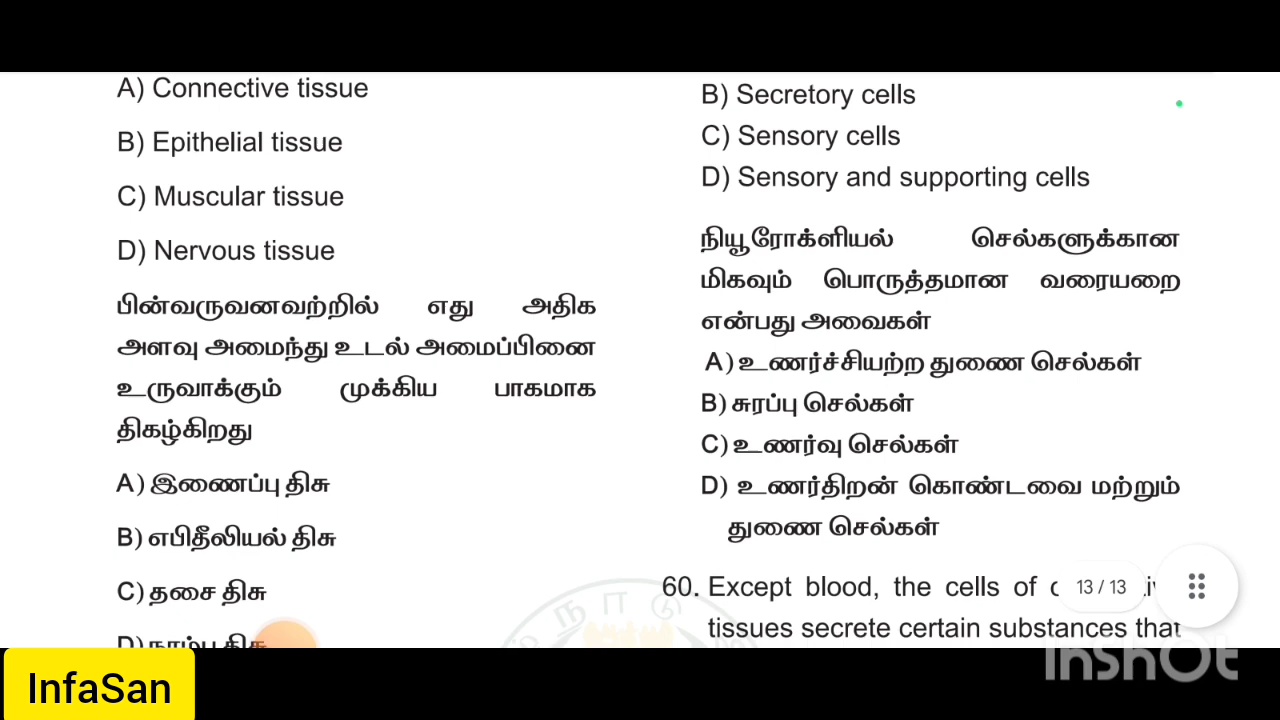 A) Connective tissue
B) Epithelial tissue
C) Muscular tissue
D) Nervous tissue
பின்வருவனவற்றில் எது அதிக
அளவு அமைந்து உடல் அமைப்பினை
உருவாக்கும் முக்கிய பாகமாக
திகழ்கிறது
A) இணைப்பு திசு
B) எபிதீலியல் திசு
C) தசை திசு
D) நரம்பு திசு
B) Secretory cells
C) Sensory cells
D) Sensory and supporting cells
நியூரோக்ளியல் செல்களுக்கான
மிகவும் பொருத்தமான வரையறை
என்பது அவைகள்
A) உணர்ச்சியற்ற துணை செல்கள்
B) சுரப்பு செல்கள்
C) உணர்வு செல்கள்
D) உணர்திறன் கொண்டவை மற்றும்
துணை செல்கள்
60. Except blood, the cells of
tissues secrete certain substances that
13 / 13
InfaSan
InShOt